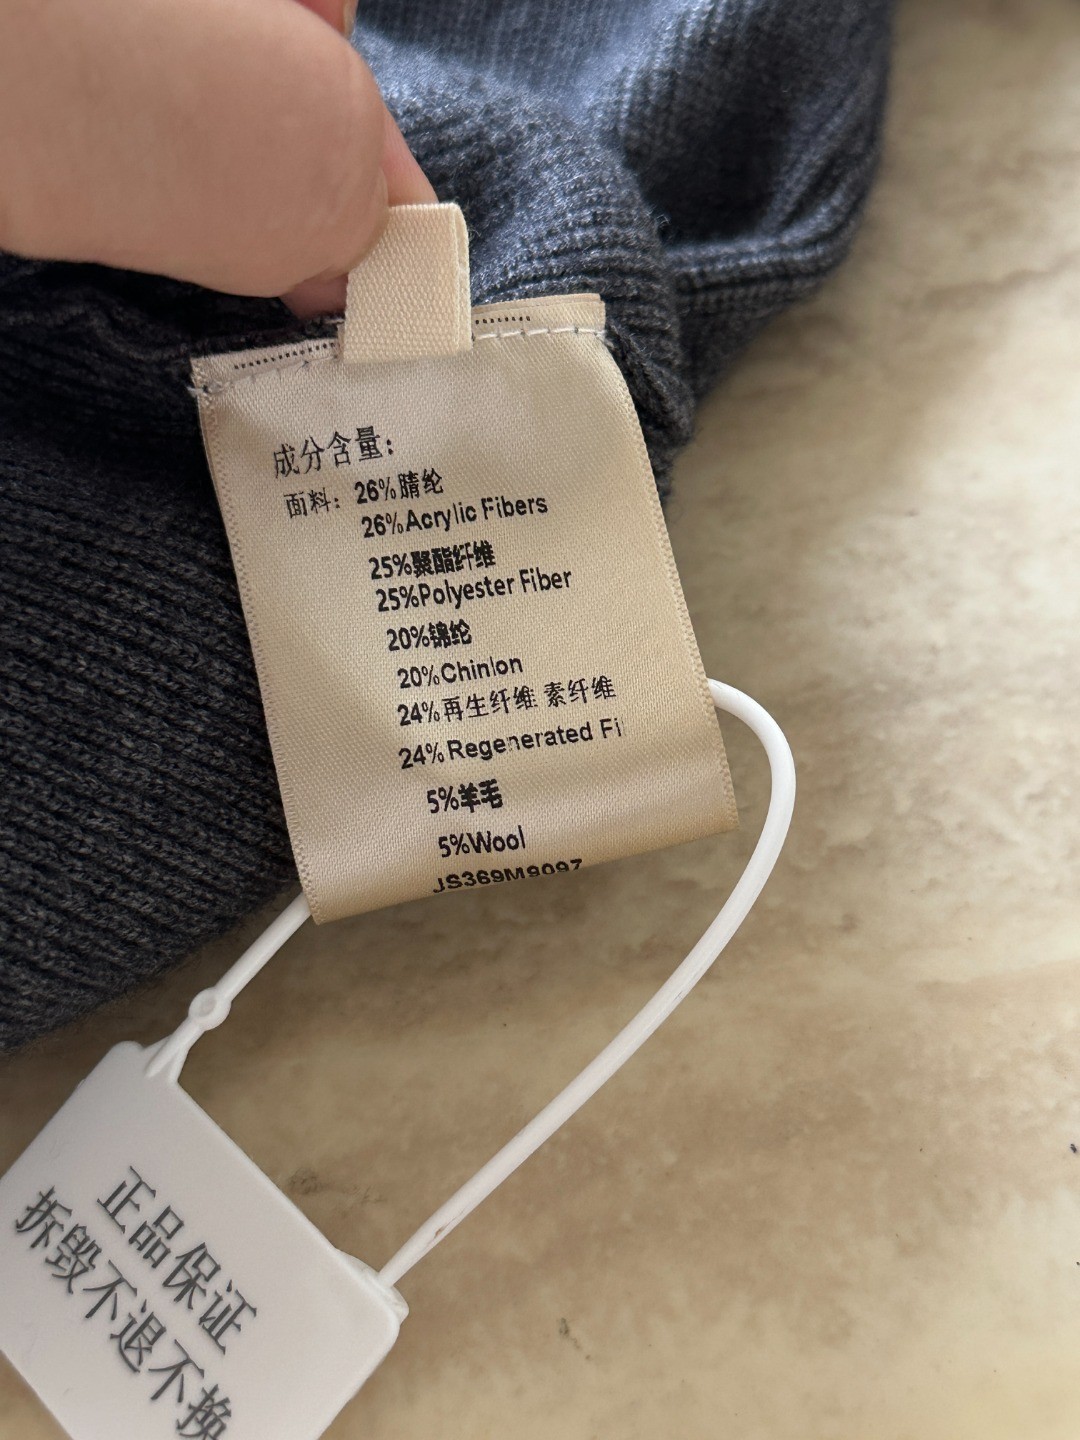 成分含量:
面料: 26%腈纶
26%Acrylic Fibers
25%聚酯纤维
25%Polyester Fiber
20%锦纶
20%Chinlon
24%再生纤维 素纤维
24%Regenerated Fi
5%羊毛
5%Wool
JS369M9097
正品保证
拆毁不退不换